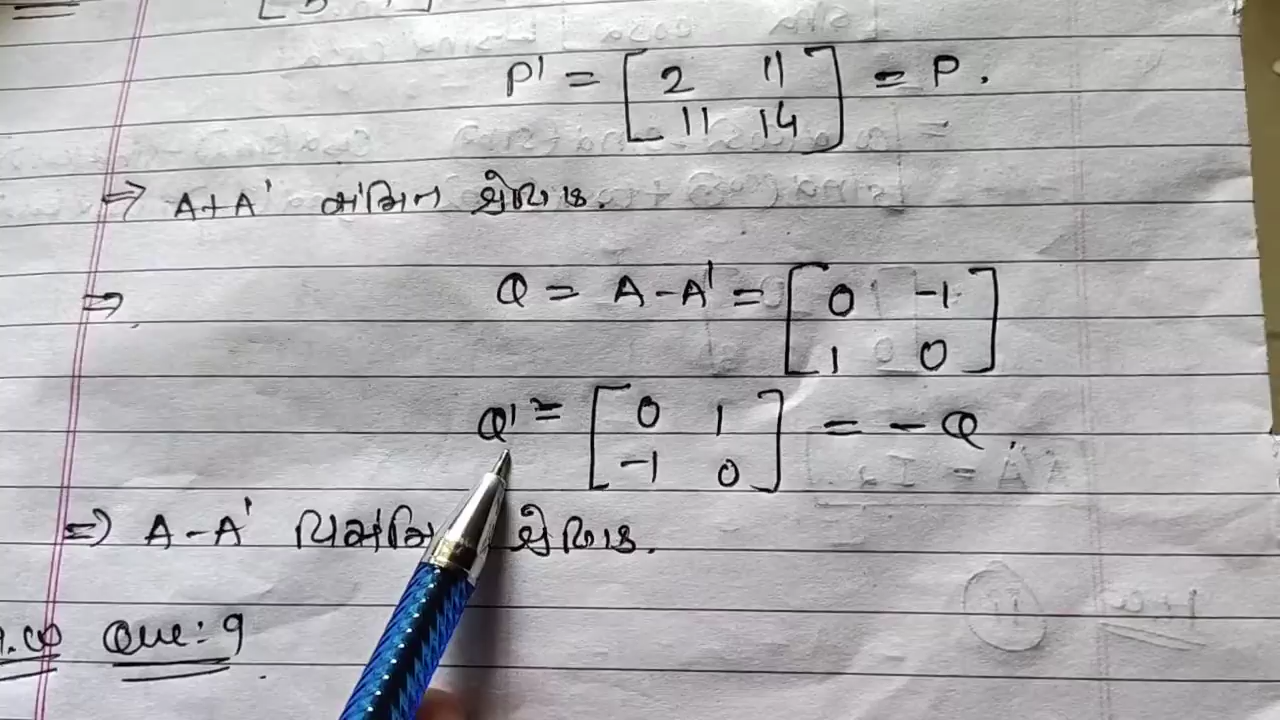 P' = [ 2 11
11 14 ] = P.
⇒ A+A' સંમિત શ્રેણિક.
⇒ Q = A-A' = [ 0 -1
1 0 ]
Q' = [ 0 1
-1 0 ] = -Q
⇒ A-A' વિસંમિ શ્રેણિક.
Que: 9